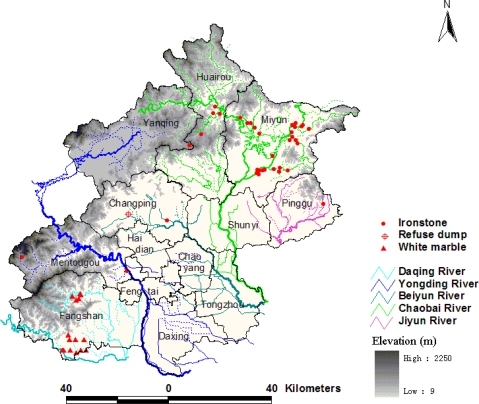 N
Huairou
Yanqing
Miyun
Changping
Pinggu
Shunyi
Hai
dian
Chao
yang
Mentougou
Fengtai
Tongzhou
Fangshan
Daxing
Ironstone
Refuse dump
White marble
Daqing River
Yongding River
Beiyun River
Chaobai River
Jiyun River
Elevation (m)
High : 2250
Low : 9
40 0 40 Kilometers